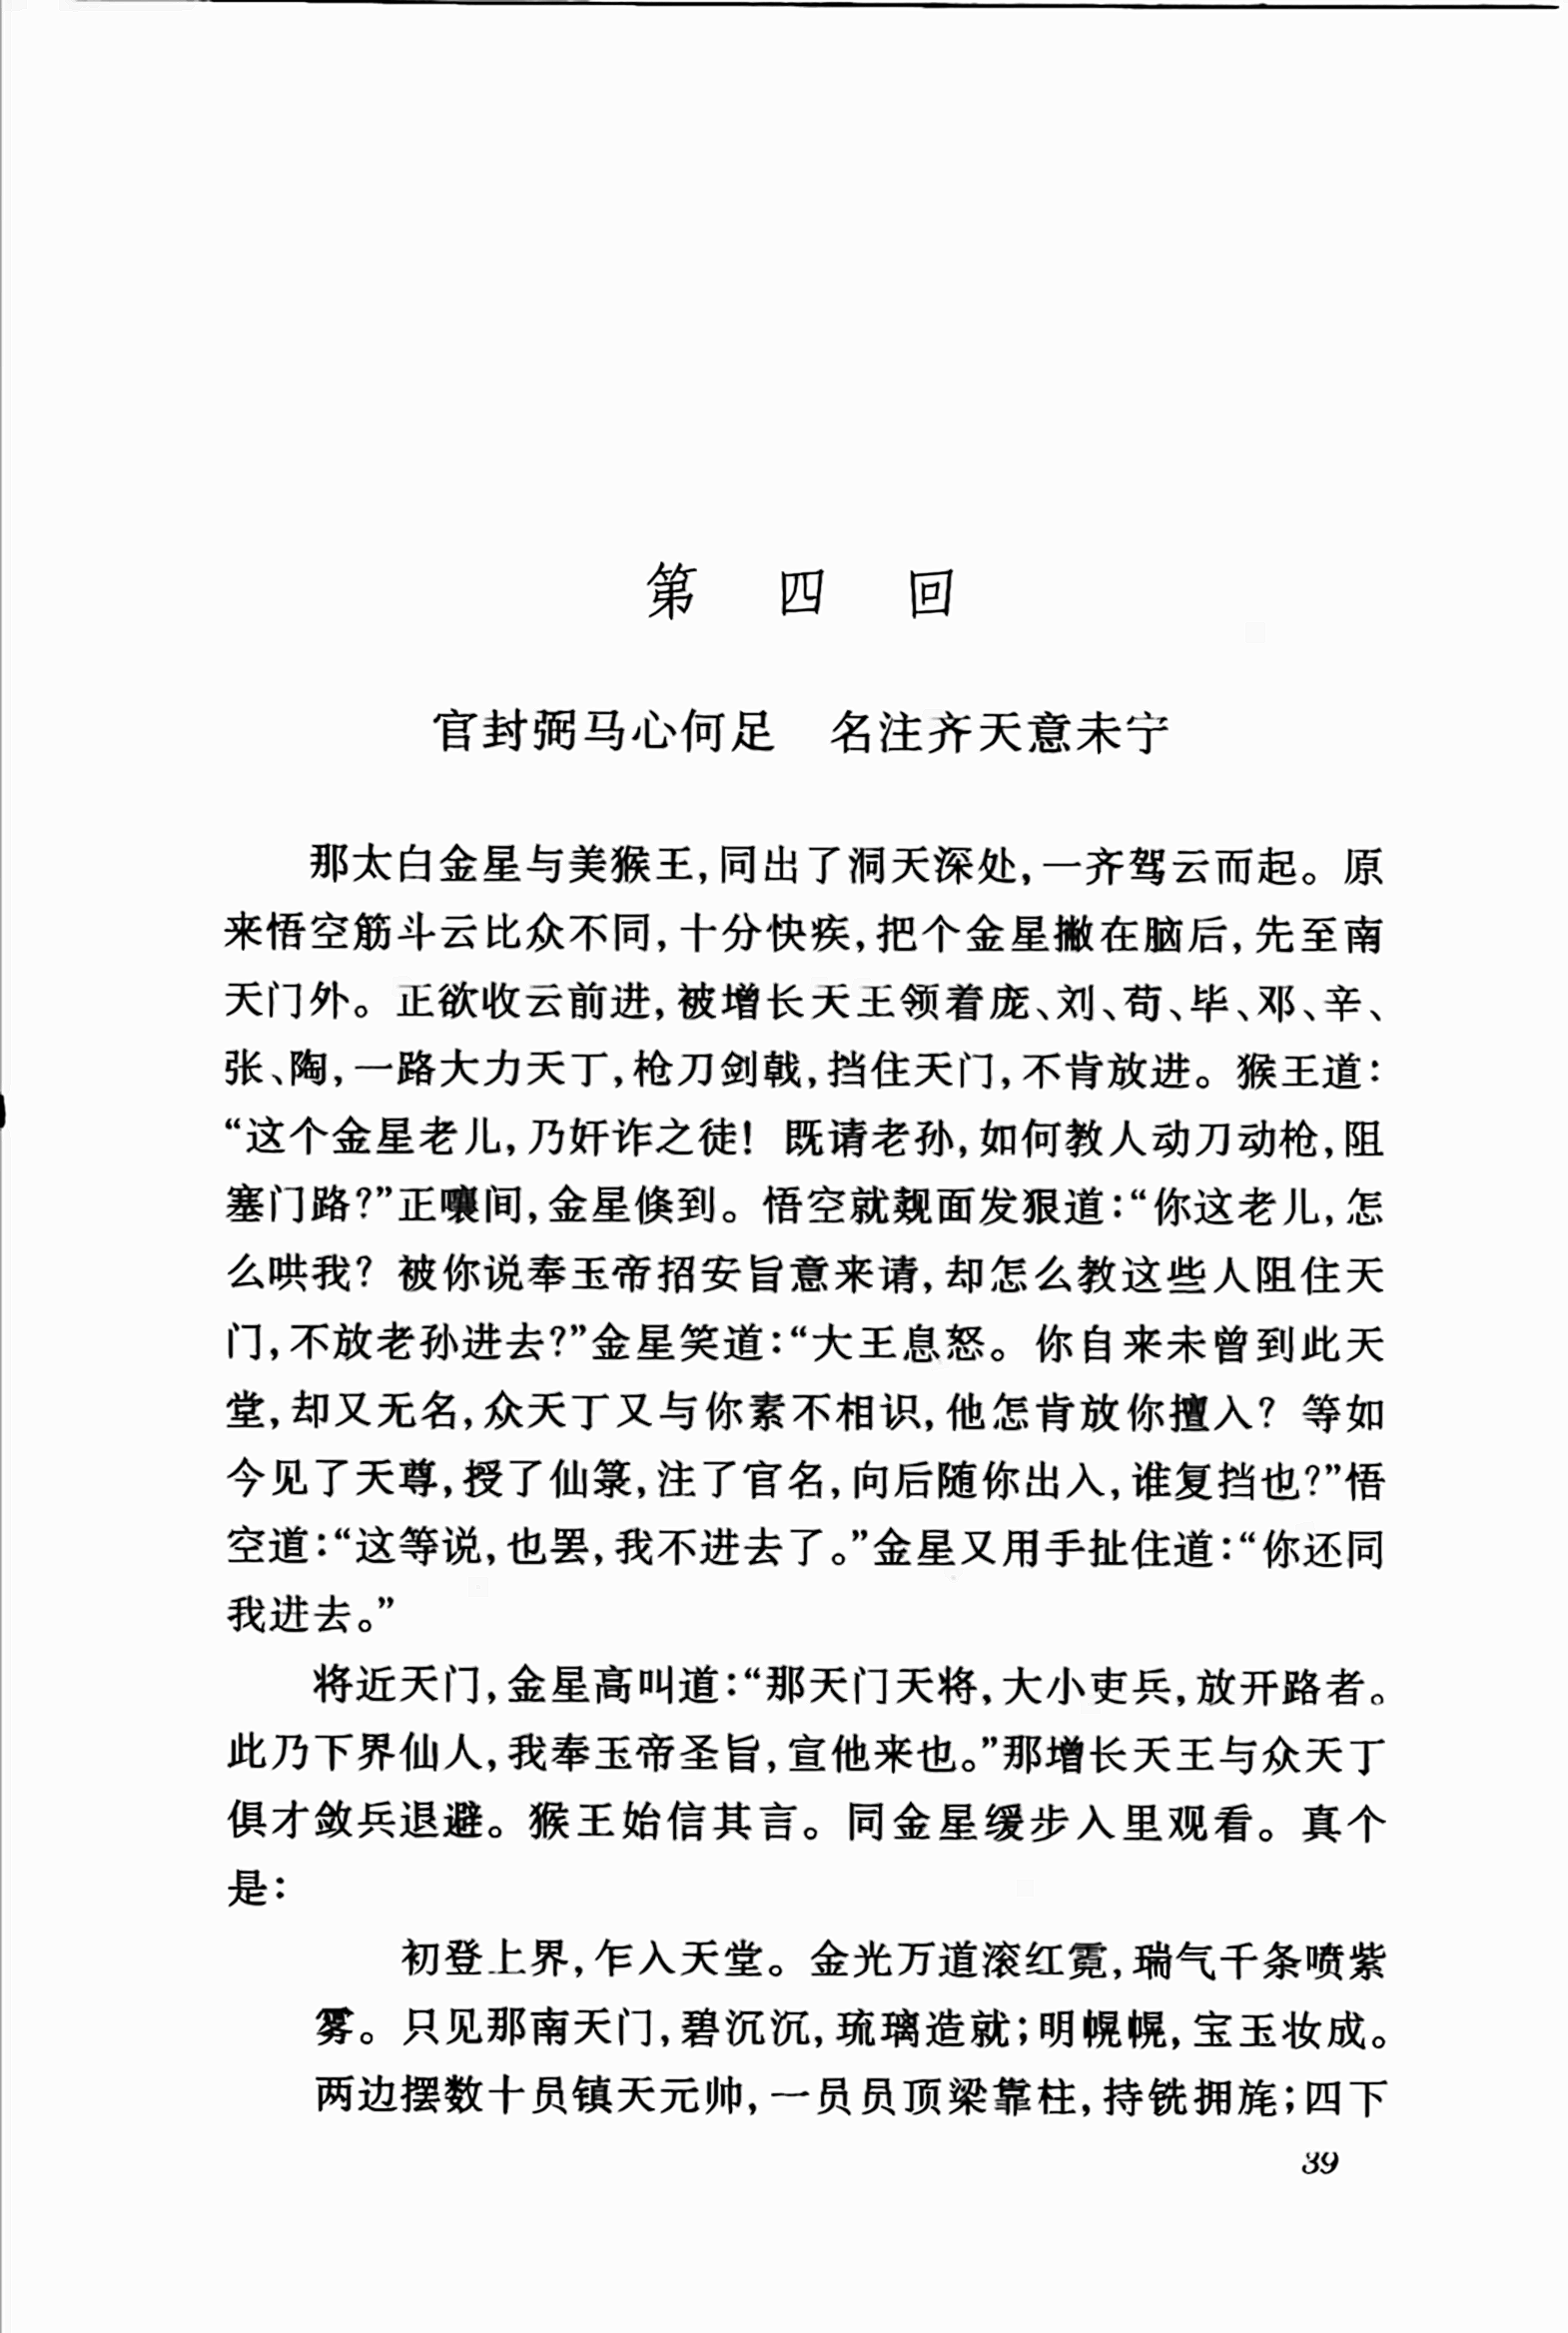 第四回
官封弼马心何足　名注齐天意未宁
那太白金星与美猴王,同出了洞天深处,一齐驾云而起。原
来悟空筋斗云比众不同,十分快疾,把个金星撇在脑后,先至南
天门外。正欲收云前进,被增长天王领着庞、刘、苟、毕、邓、辛、
张、陶,一路大力天丁,枪刀剑戟,挡住天门,不肯放进。猴王道:
“这个金星老儿,乃奸诈之徒! 既请老孙,如何教人动刀动枪,阻
塞门路?”正嚷间,金星倏到。悟空就觌面发狠道:“你这老儿,怎
么哄我? 被你说奉玉帝招安旨意来请,却怎么教这些人阻住天
门,不放老孙进去?”金星笑道:“大王息怒。你自来未曾到此天
堂,却又无名,众天丁又与你素不相识,他怎肯放你擅入? 等如
今见了天尊,授了仙箓,注了官名,向后随你出入,谁复挡也?”悟
空道:“这等说,也罢,我不进去了。”金星又用手扯住道:“你还同
我进去。”
将近天门,金星高叫道:“那天门天将,大小吏兵,放开路者。
此乃下界仙人,我奉玉帝圣旨,宣他来也。”那增长天王与众天丁
俱才敛兵退避。猴王始信其言。同金星缓步入里观看。真个
是:
初登上界,乍入天堂。金光万道滚红霓,瑞气千条喷紫
雾。只见那南天门,碧沉沉,琉璃造就;明幌幌,宝玉妆成。
两边摆数十员镇天元帅,一员员顶梁靠柱,持铣拥旄;四下
39